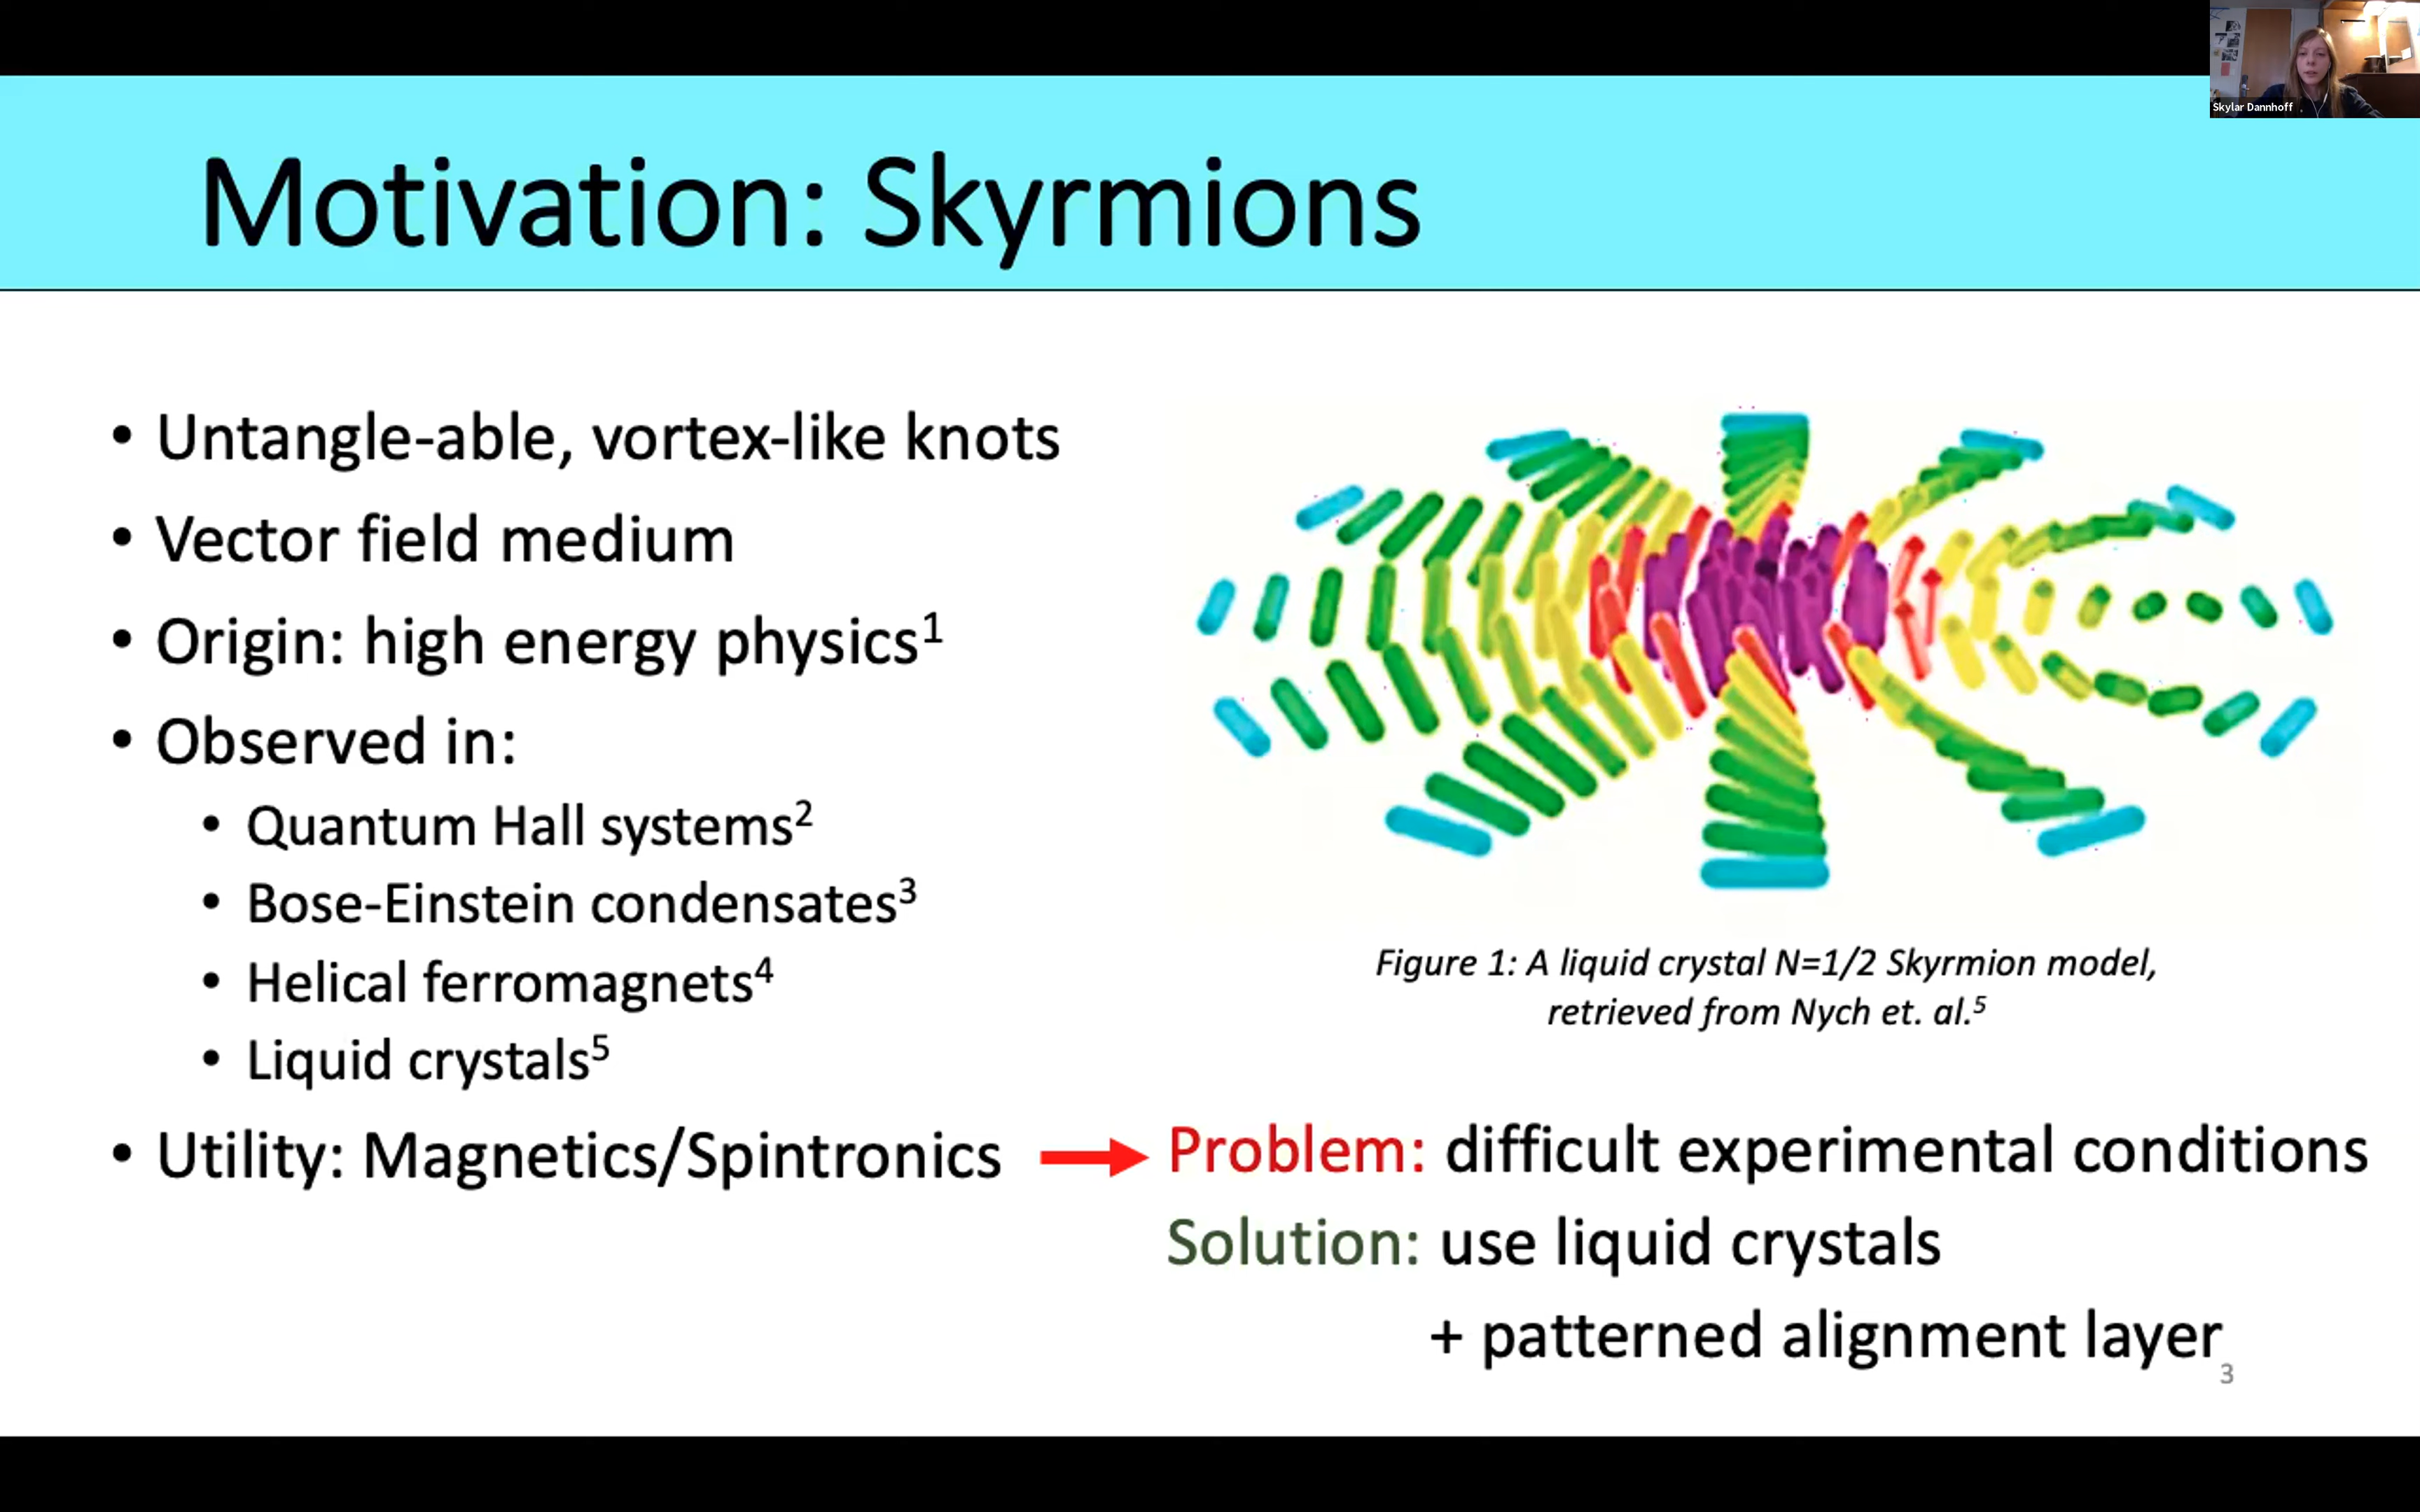 Skylar Dannhoff
Motivation: Skyrmions
• Untangle-able, vortex-like knots
• Vector field medium
• Origin: high energy physics¹
• Observed in:
• Quantum Hall systems²
• Bose-Einstein condensates³
• Helical ferromagnets⁴
• Liquid crystals⁵
• Utility: Magnetics/Spintronics
Figure 1: A liquid crystal N=1/2 Skyrmion model,
retrieved from Nych et. al.⁵
Problem: difficult experimental conditions
Solution: use liquid crystals
+ patterned alignment layer
3